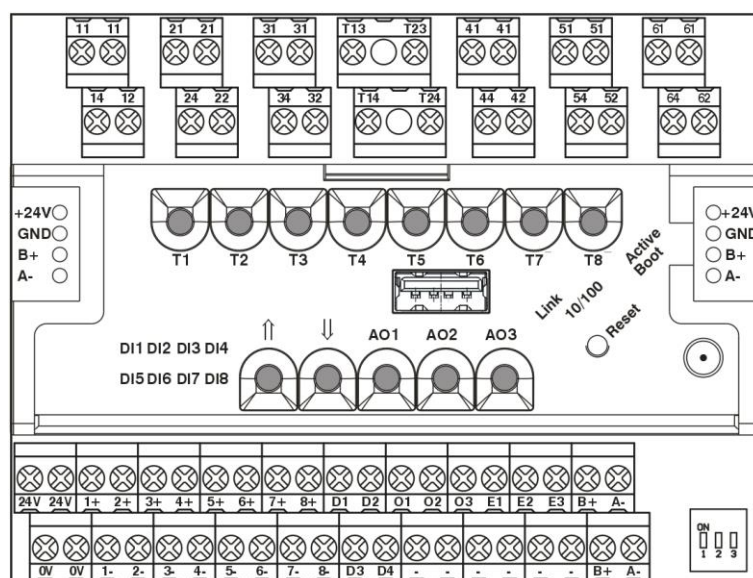 11 11 21 21 31 31 T13 T23 41 41 51 51 61 61
14 12 24 22 34 32 T14 T24 44 42 54 52 64 62
+24V +24V
GND GND
B+ B+
A- A-
T1 T2 T3 T4 T5 T6 T7 T8
Active
Boot
Link
10/100
Reset
⇑ ⇓ AO1 AO2 AO3
DI1 DI2 DI3 DI4
DI5 DI6 DI7 DI8
24V 24V 1+ 2+ 3+ 4+ 5+ 6+ 7+ 8+ D1 D2 O1 O2 O3 E1 E2 E3 B+ A-
0V 0V 1- 2- 3- 4- 5- 6- 7- 8- D3 D4 - - - - - - B+ A-
ON
1 2 3